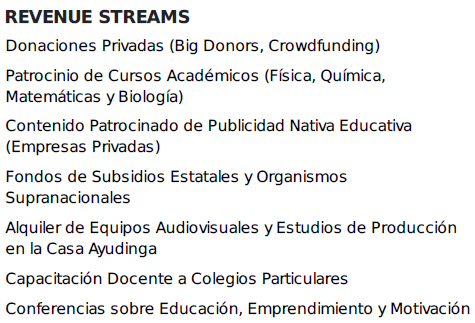 REVENUE STREAMS
Donaciones Privadas (Big Donors, Crowdfunding)
Patrocinio de Cursos Académicos (Física, Química,
Matemáticas y Biología)
Contenido Patrocinado de Publicidad Nativa Educativa
(Empresas Privadas)
Fondos de Subsidios Estatales y Organismos
Supranacionales
Alquiler de Equipos Audiovisuales y Estudios de Producción
en la Casa Ayudinga
Capacitación Docente a Colegios Particulares
Conferencias sobre Educación, Emprendimiento y Motivación